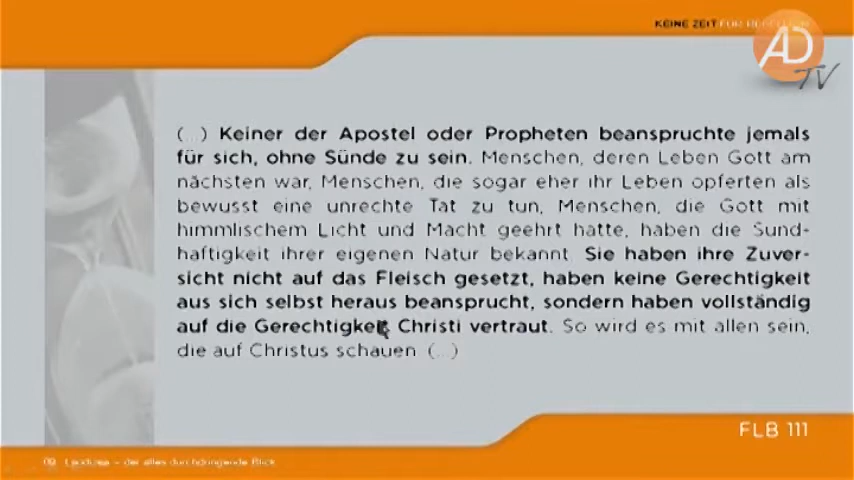 KEINE ZEIT FÜR
AD
TV
(...) Keiner der Apostel oder Propheten beanspruchte jemals
für sich, ohne Sünde zu sein. Menschen, deren Leben Gott am
nächsten war, Menschen, die sogar eher ihr Leben opferten als
bewusst eine unrechte Tat zu tun, Menschen, die Gott mit
himmlischem Licht und Macht geehrt hatte, haben die Sünd-
haftigkeit ihrer eigenen Natur bekannt. Sie haben ihre Zuver-
sicht nicht auf das Fleisch gesetzt, haben keine Gerechtigkeit
aus sich selbst heraus beansprucht, sondern haben vollständig
auf die Gerechtigkeit Christi vertraut. So wird es mit allen sein,
die auf Christus schauen. (...)
FLB 111
– der alles durchdringende Blick